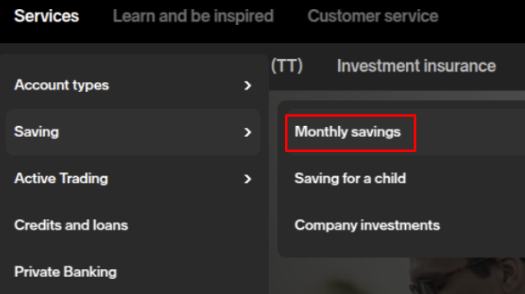 Services Learn and be inspired Customer service
(TT) Investment insurance
Account types
Saving
Active Trading
Credits and loans
Private Banking
Monthly savings
Saving for a child
Company investments